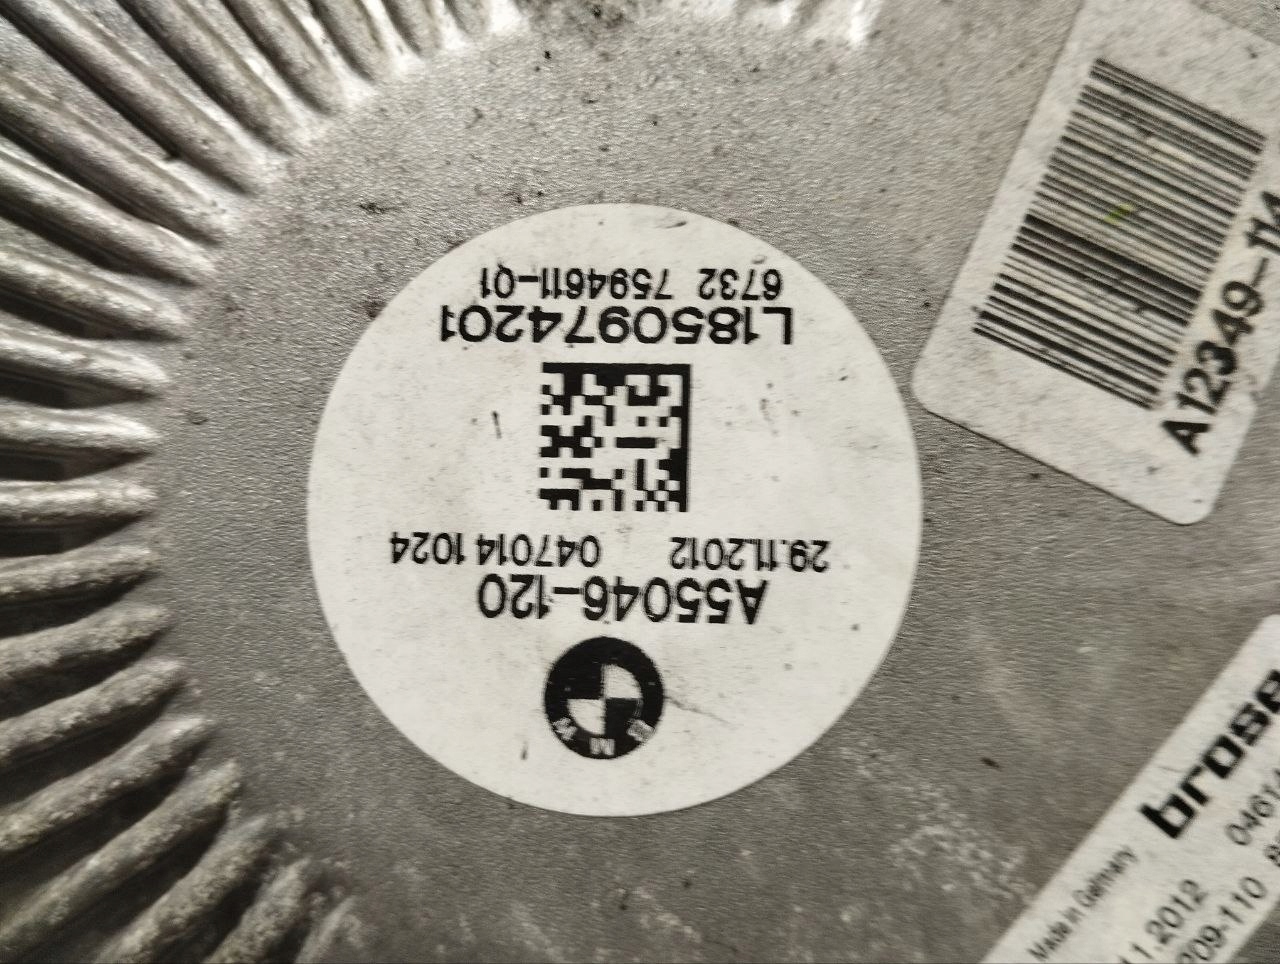 BMW
A55046-120
29.11.2012 047014 1024
L1850974201
6732 7594611-01
A12349-114
brose
Made in Germany